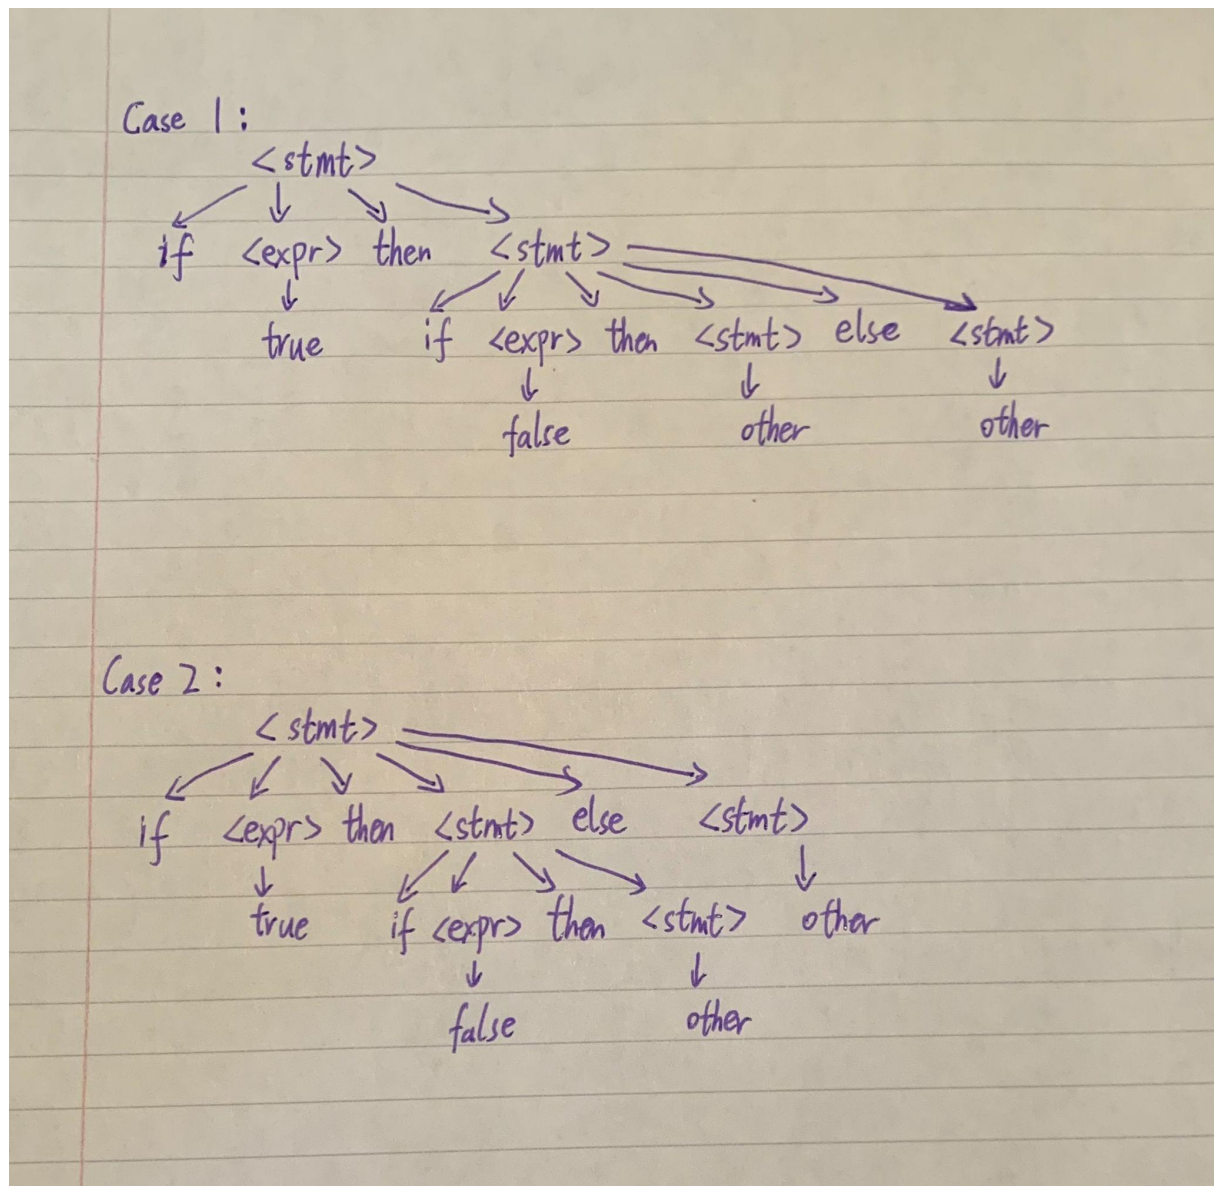 Case 1:
<stmt>
if <expr> then <stmt>
true if <expr> then <stmt> else <stmt>
false other other
Case 2:
<stmt>
if <expr> then <stmt> else <stmt>
true if <expr> then <stmt> other
false other